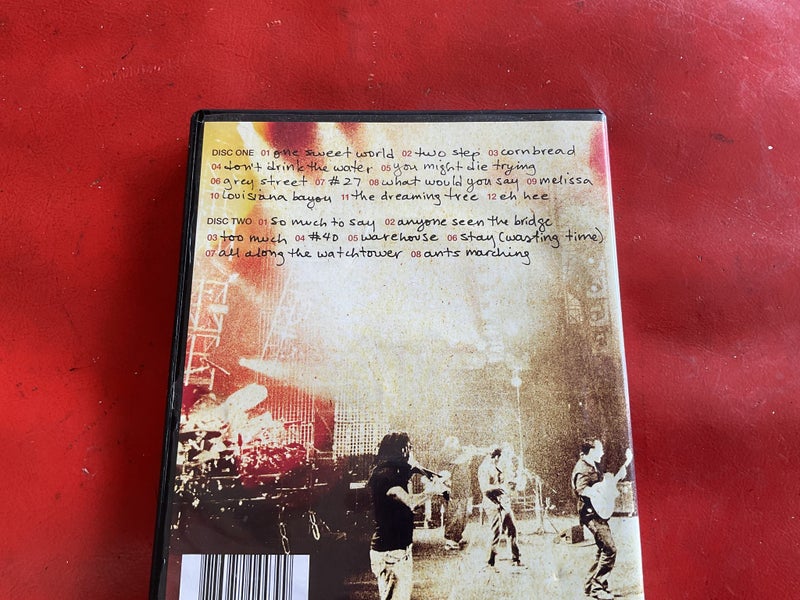 DISC ONE 01 one sweet world 02 two step 03 cornbread
04 don't drink the water 05 you might die trying
06 grey street 07 #27 08 what would you say 09 melissa
10 louisiana bayou 11 the dreaming tree 12 eh hee
DISC TWO 01 so much to say 02 anyone seen the bridge
03 too much 04 #40 05 warehouse 06 stay (wasting time)
07 all along the watchtower 08 ants marching